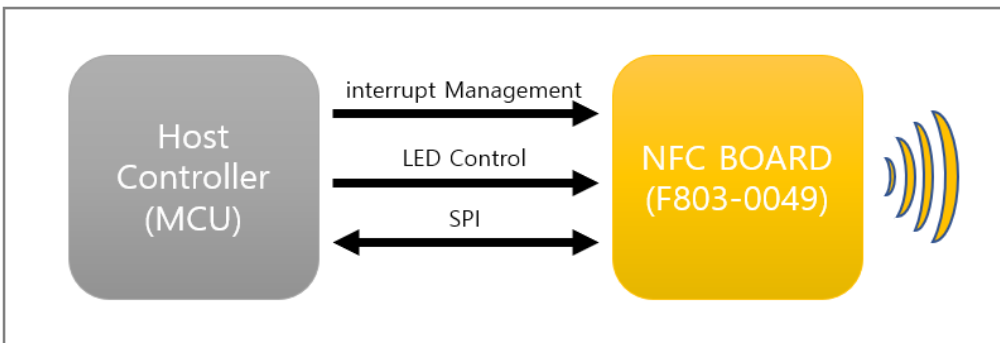 Host
Controller
(MCU)
interrupt Management
LED Control
SPI
NFC BOARD
(F803-0049)